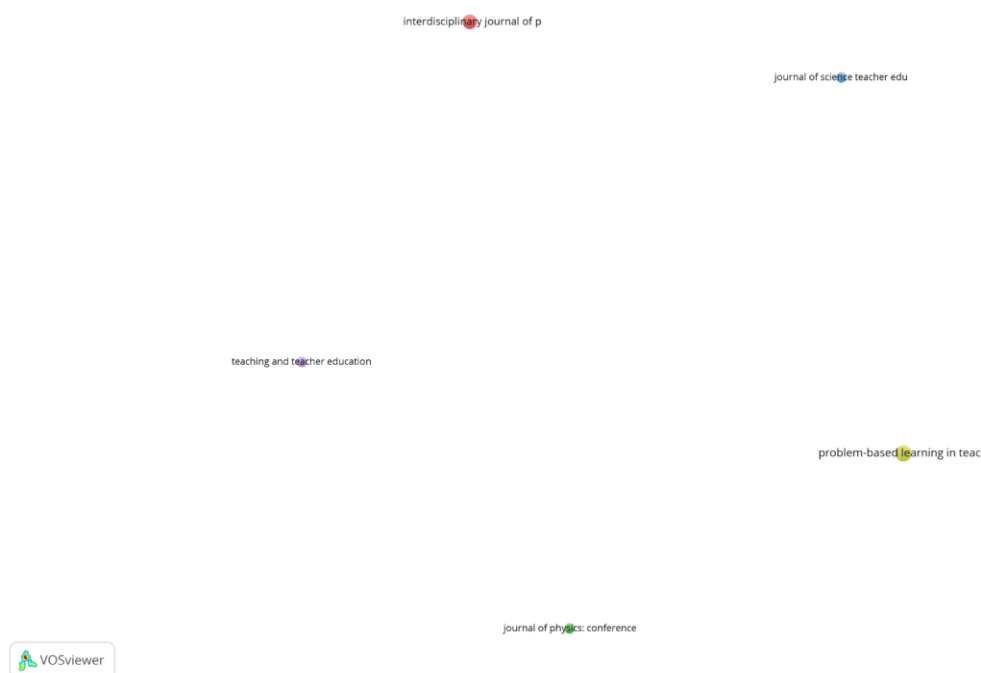 interdisciplinary journal of p
journal of science teacher edu
teaching and teacher education
problem-based learning in teac
journal of physics: conference
VOSviewer